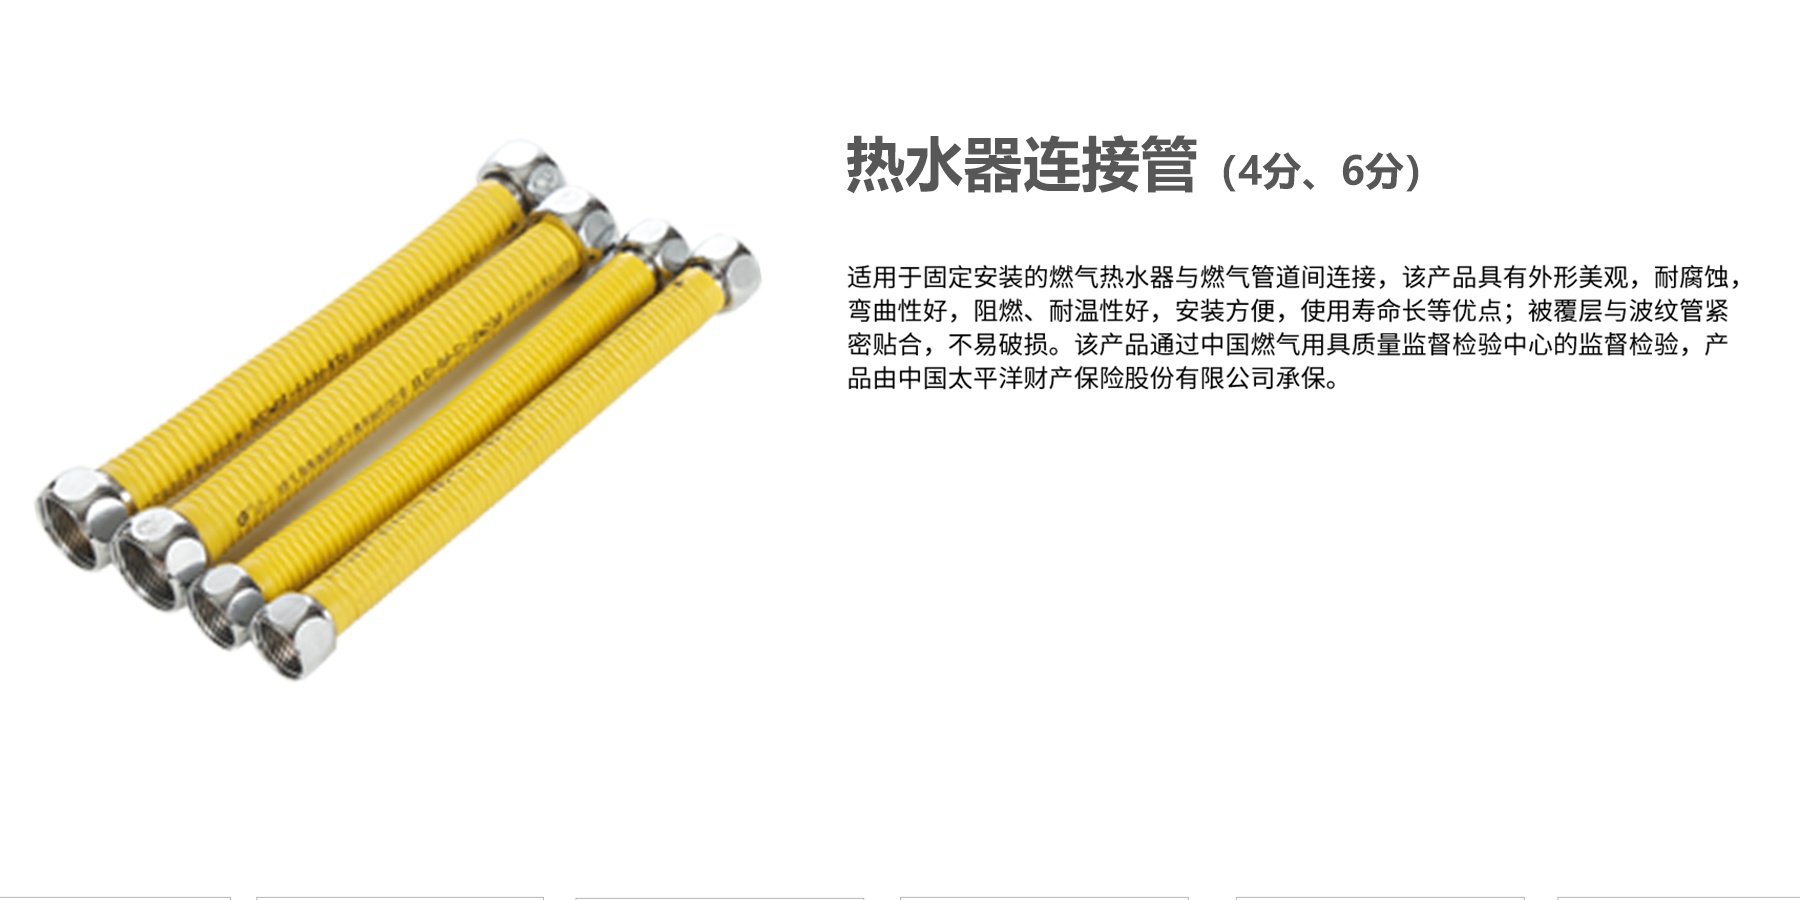 热水器连接管（4分、6分）
适用于固定安装的燃气热水器与燃气管道间连接，该产品具有外形美观，耐腐蚀，
弯曲性好，阻燃、耐温性好，安装方便，使用寿命长等优点；被覆层与波纹管紧
密贴合，不易破损。该产品通过中国燃气用具质量监督检验中心的监督检验，产
品由中国太平洋财产保险股份有限公司承保。